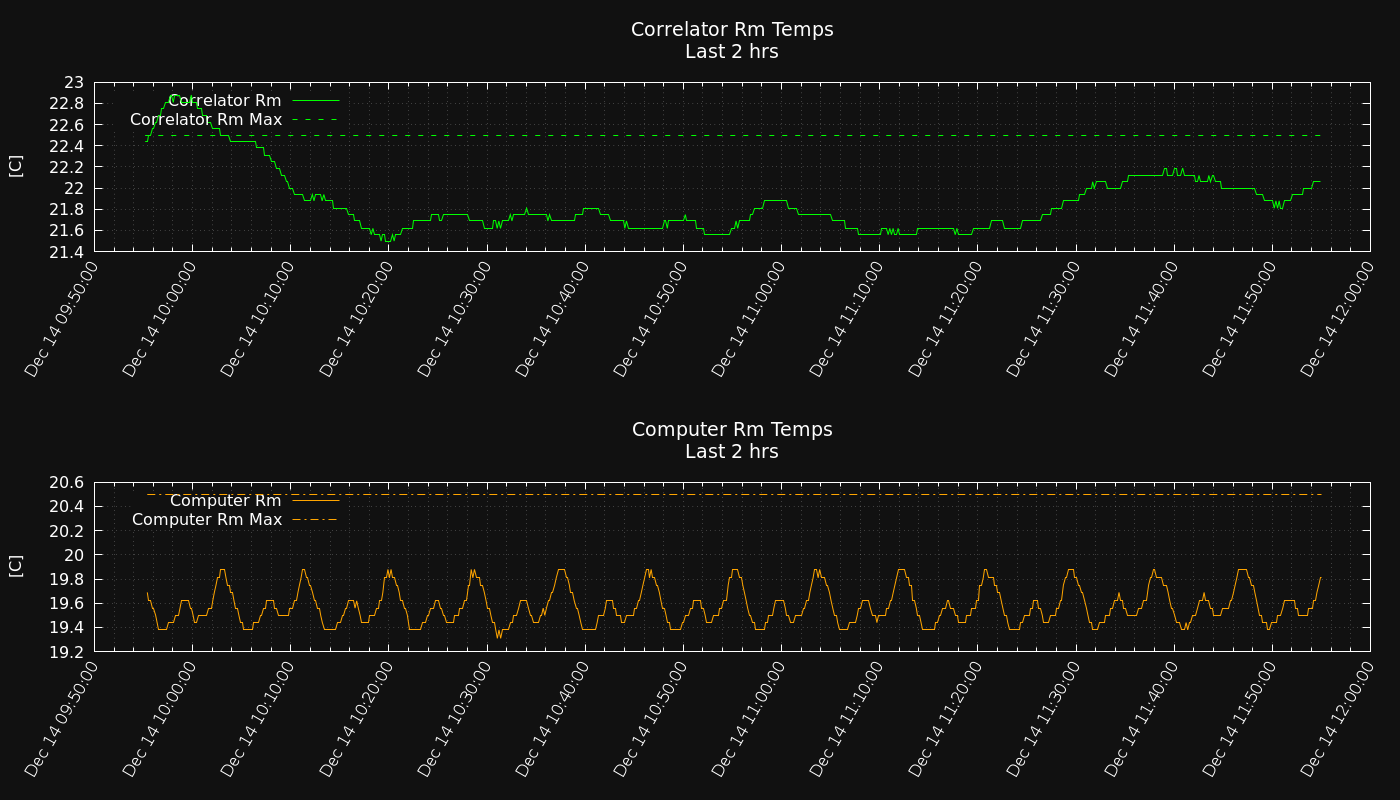 Correlator Rm Temps
Last 2 hrs
[C]
23
22.8
22.6
22.4
22.2
22
21.8
21.6
21.4
Correlator Rm
Correlator Rm Max
Dec 14 09:50:00
Dec 14 10:00:00
Dec 14 10:10:00
Dec 14 10:20:00
Dec 14 10:30:00
Dec 14 10:40:00
Dec 14 10:50:00
Dec 14 11:00:00
Dec 14 11:10:00
Dec 14 11:20:00
Dec 14 11:30:00
Dec 14 11:40:00
Dec 14 11:50:00
Dec 14 12:00:00
Computer Rm Temps
Last 2 hrs
[C]
20.6
20.4
20.2
20
19.8
19.6
19.4
19.2
Computer Rm
Computer Rm Max
Dec 14 09:50:00
Dec 14 10:00:00
Dec 14 10:10:00
Dec 14 10:20:00
Dec 14 10:30:00
Dec 14 10:40:00
Dec 14 10:50:00
Dec 14 11:00:00
Dec 14 11:10:00
Dec 14 11:20:00
Dec 14 11:30:00
Dec 14 11:40:00
Dec 14 11:50:00
Dec 14 12:00:00